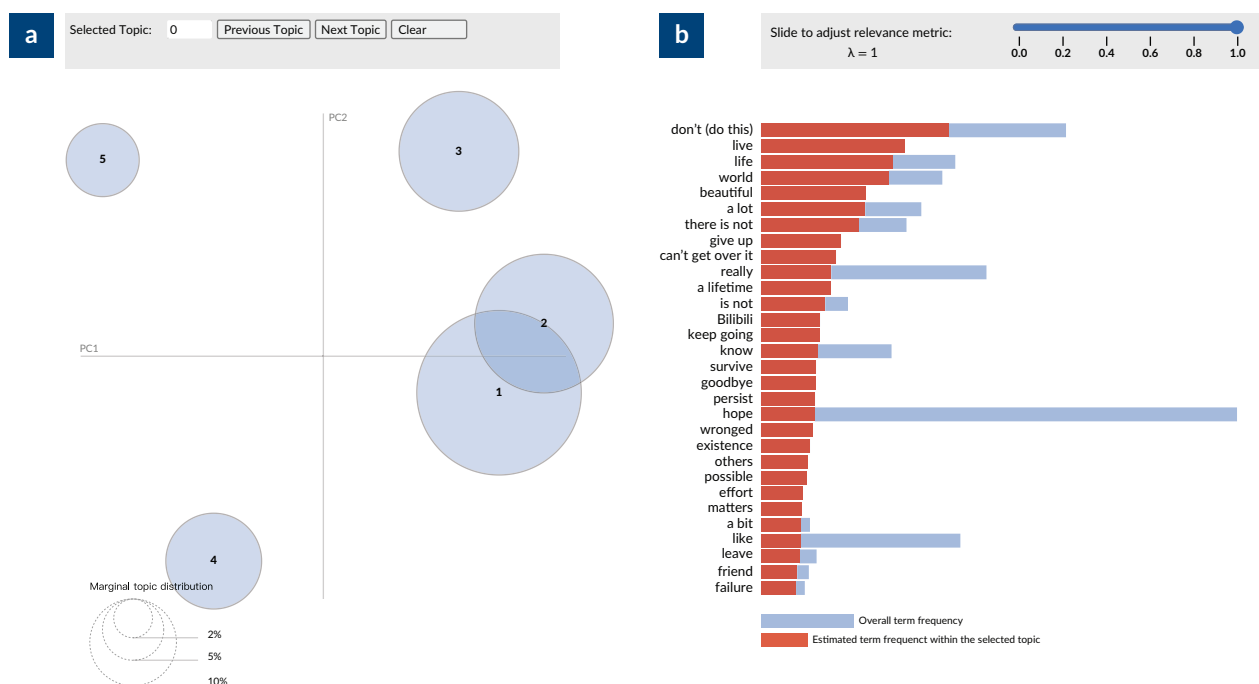 a
Selected Topic: 0 Previous Topic Next Topic Clear
PC2
5
3
2
PC1
1
4
Marginal topic distribution
2%
5%
10%
b
Slide to adjust relevance metric:
λ = 1
0.0 0.2 0.4 0.6 0.8 1.0
don't (do this)
live
life
world
beautiful
a lot
there is not
give up
can't get over it
really
a lifetime
is not
Bilibili
keep going
know
survive
goodbye
persist
hope
wronged
existence
others
possible
effort
matters
a bit
like
leave
friend
failure
Overall term frequency
Estimated term frequenct within the selected topic